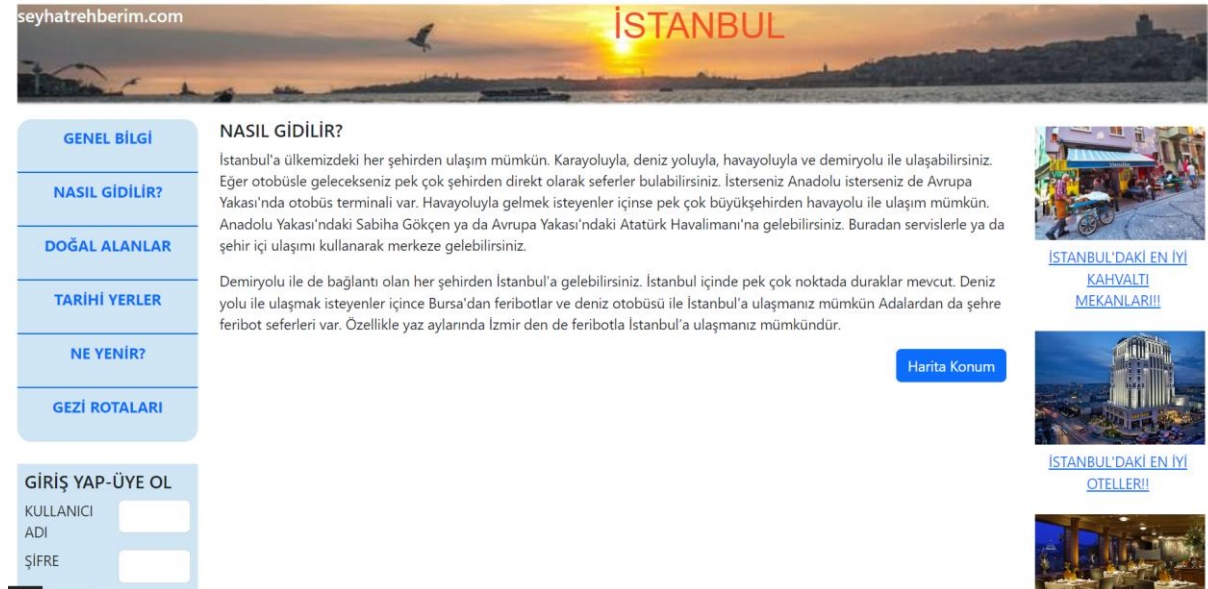 seyhatrehberim.com
İSTANBUL
GENEL BİLGİ
NASIL GİDİLİR?
DOĞAL ALANLAR
TARİHİ YERLER
NE YENİR?
GEZİ ROTALARI
GİRİŞ YAP-ÜYE OL
KULLANICI
ADI
ŞİFRE
NASIL GİDİLİR?
İstanbul'a ülkemizdeki her şehirden ulaşım mümkün. Karayoluyla, deniz yoluyla, havayoluyla ve demiryolu ile ulaşabilirsiniz.
Eğer otobüsle gelecekseniz pek çok şehirden direkt olarak seferler bulabilirsiniz. İsterseniz Anadolu isterseniz de Avrupa
Yakası'nda otobüs terminali var. Havayoluyla gelmek isteyenler içinse pek çok büyükşehirden havayolu ile ulaşım mümkün.
Anadolu Yakası'ndaki Sabiha Gökçen ya da Avrupa Yakası'ndaki Atatürk Havalimanı'na gelebilirsiniz. Buradan servislerle ya da
şehir içi ulaşımı kullanarak merkeze gelebilirsiniz.
Demiryolu ile de bağlantı olan her şehirden İstanbul'a gelebilirsiniz. İstanbul içinde pek çok noktada duraklar mevcut. Deniz
yolu ile ulaşmak isteyenler içince Bursa'dan feribotlar ve deniz otobüsü ile İstanbul'a ulaşmanız mümkün Adalardan da şehre
feribot seferleri var. Özellikle yaz aylarında İzmir den de feribotla İstanbul'a ulaşmanız mümkündür.
Harita Konum
İSTANBUL'DAKİ EN İYİ
KAHVALTI
MEKANLARI!!
İSTANBUL'DAKİ EN İYİ
OTELLER!!